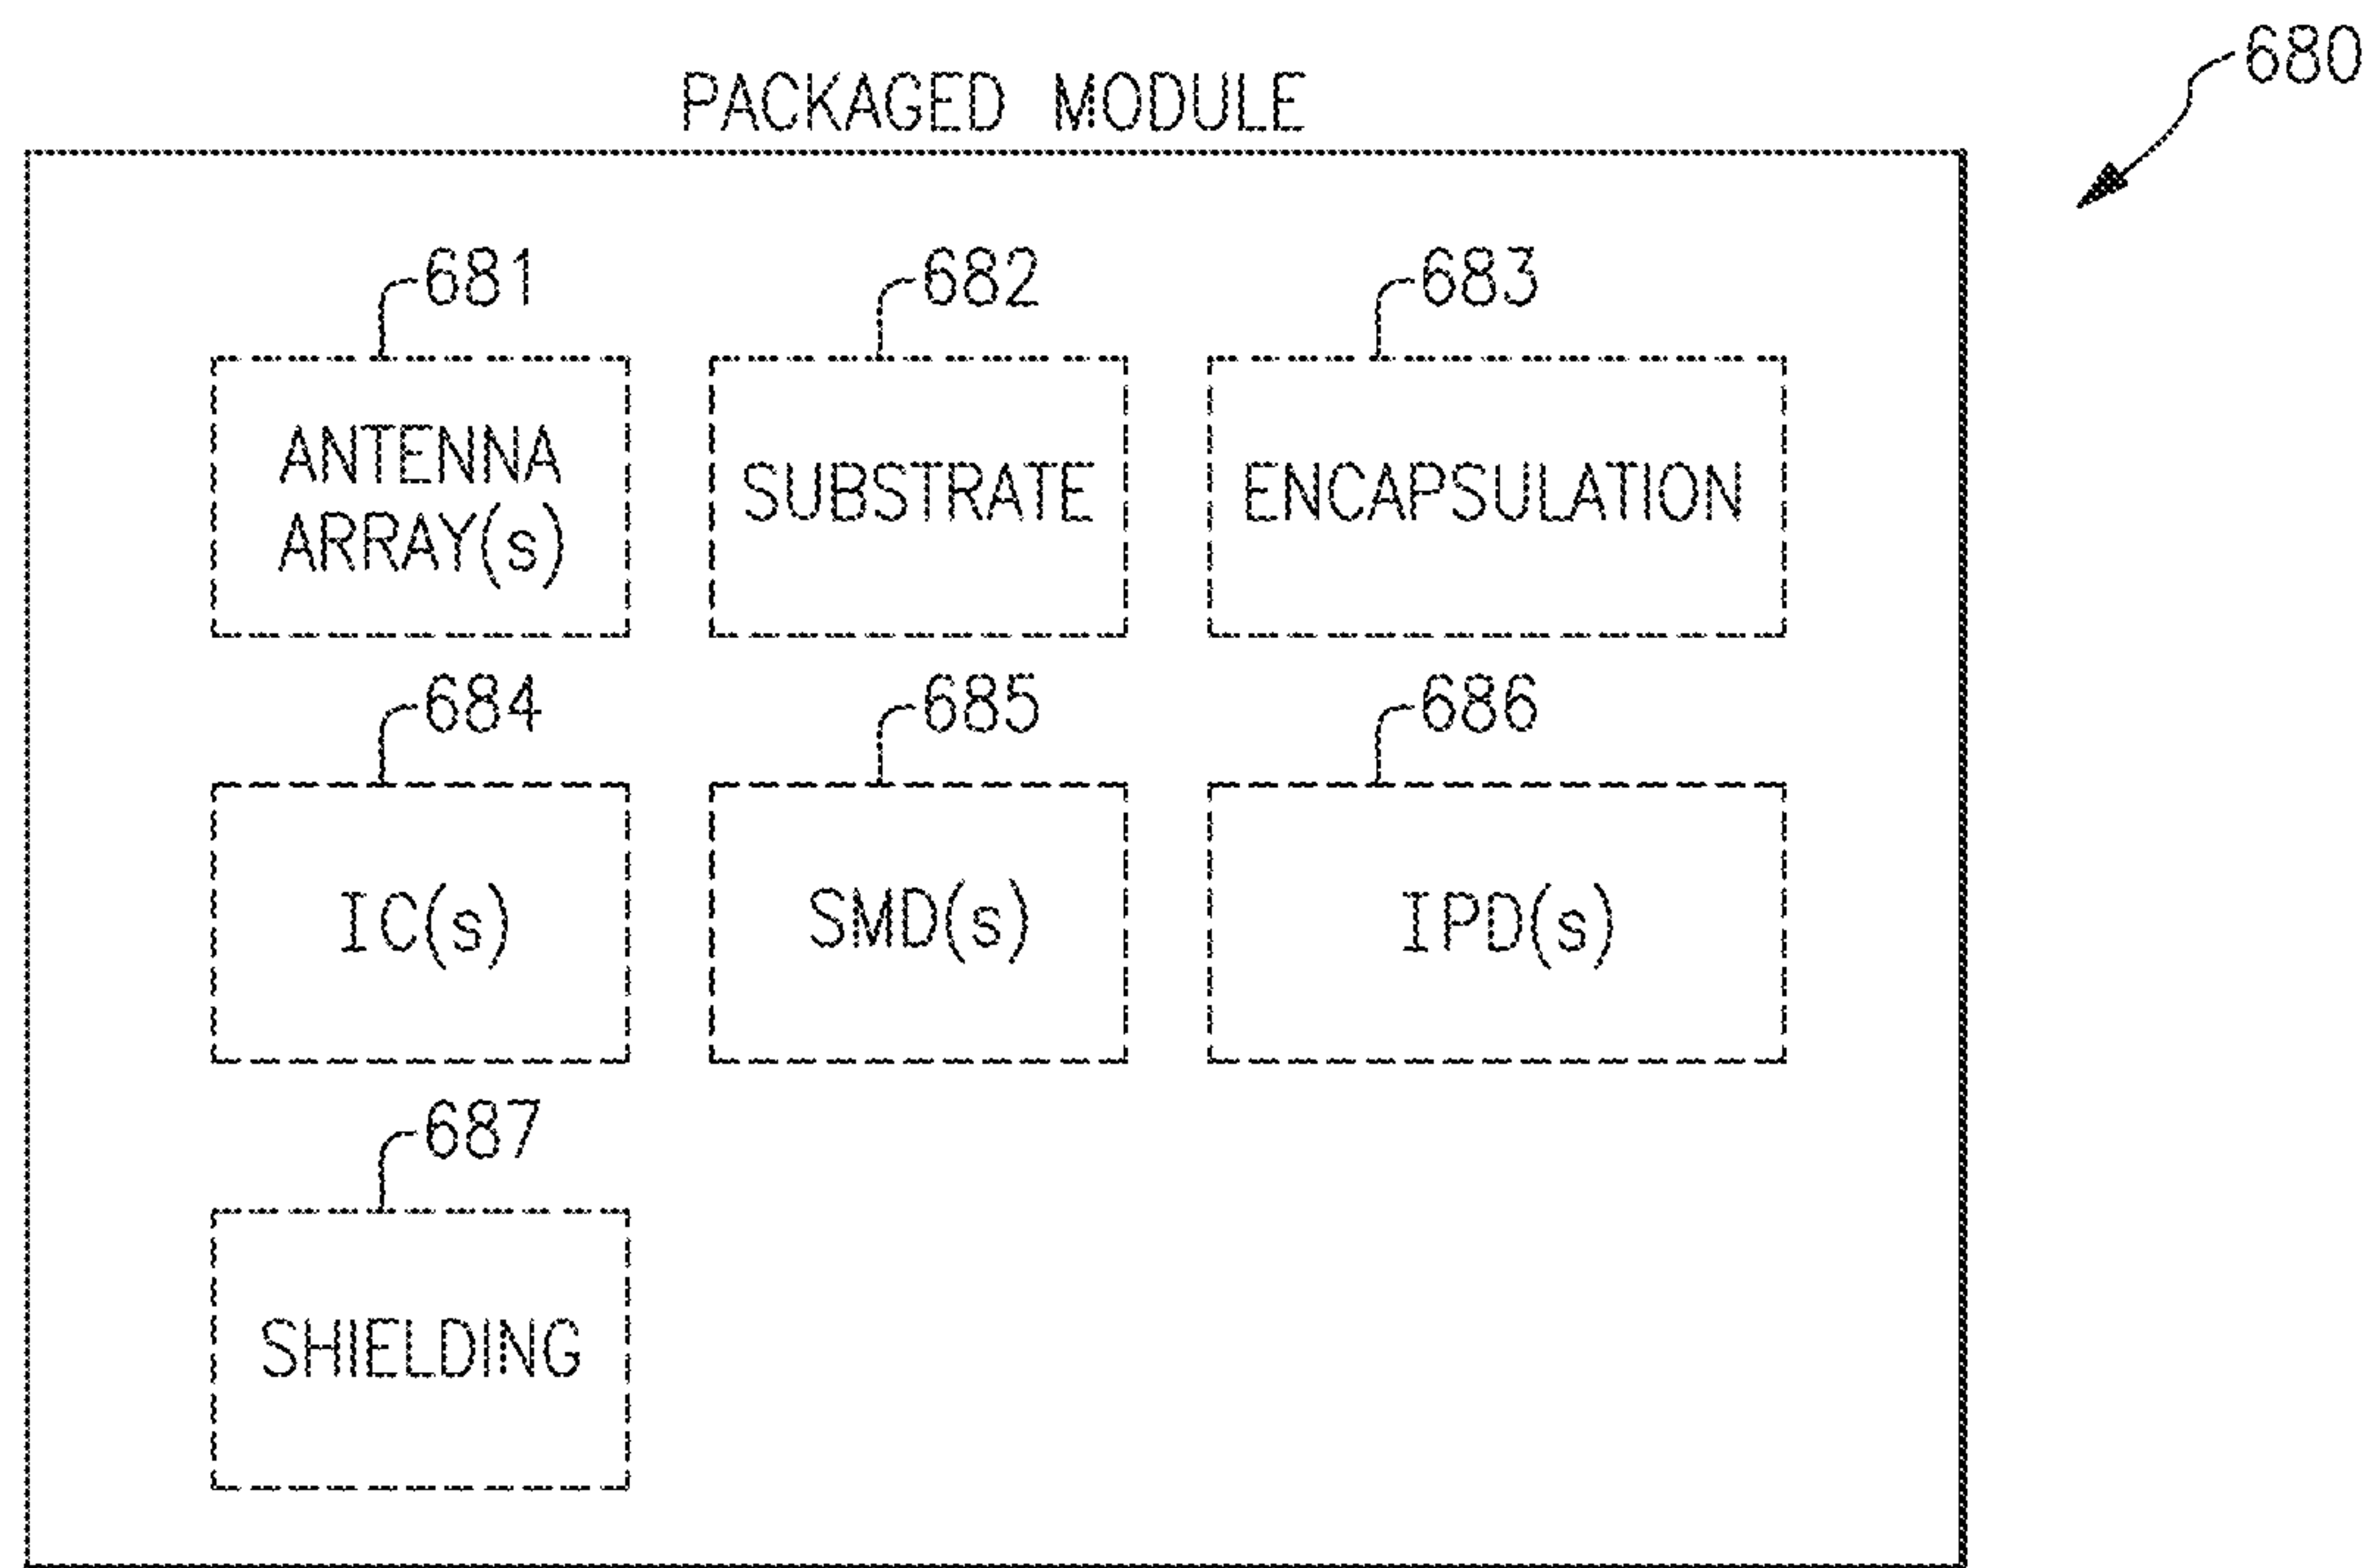 680
PACKAGED MODULE
681
682
683
ANTENNA
ARRAY(s)
SUBSTRATE
ENCAPSULATION
684
685
686
IC(s)
SMD(s)
IPD(s)
687
SHIELDING